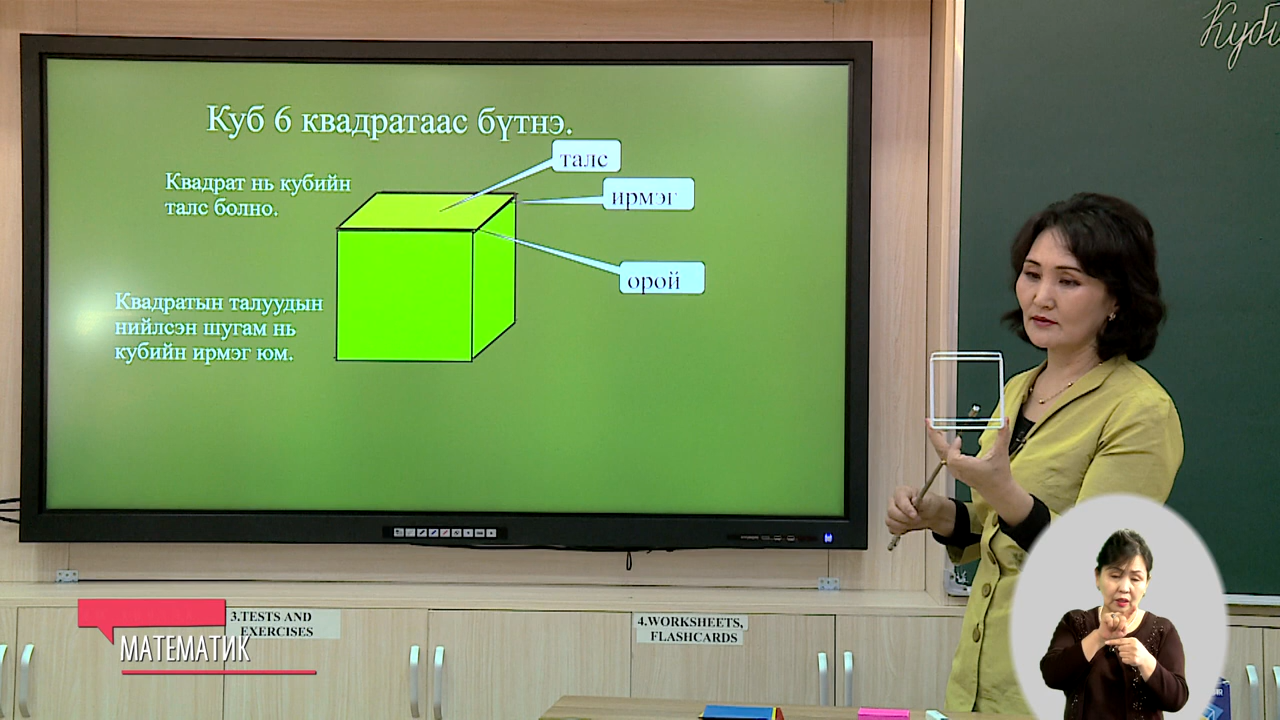 Куб 6 квадратаас бүтнэ.
талс
Квадрат нь кубийн
талс болно.
ирмэг
орой
Квадратын талуудын
нийлсэн шугам нь
кубийн ирмэг юм.
3.TESTS AND
EXERCISES
4.WORKSHEETS,
FLASHCARDS
МАТЕМАТИК